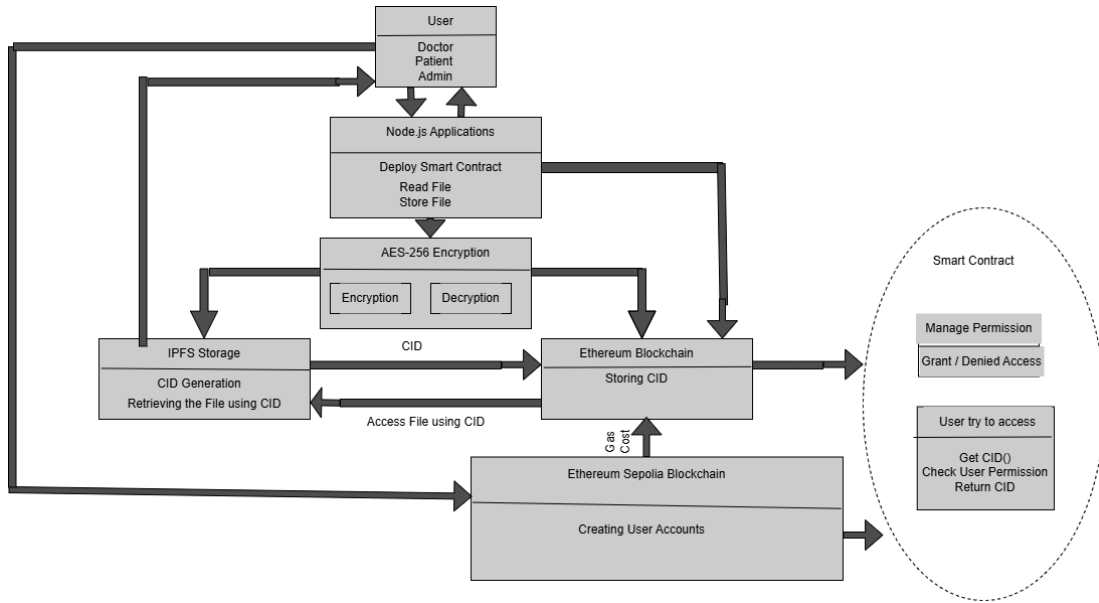 User
Doctor
Patient
Admin
Node.js Applications
Deploy Smart Contract
Read File
Store File
AES-256 Encryption
Encryption
Decryption
IPFS Storage
CID Generation
Retrieving the File using CID
CID
Access File using CID
Ethereum Blockchain
Storing CID
Gas
Cost
Ethereum Sepolia Blockchain
Creating User Accounts
Smart Contract
Manage Permission
Grant / Denied Access
User try to access
Get CID()
Check User Permission
Return CID